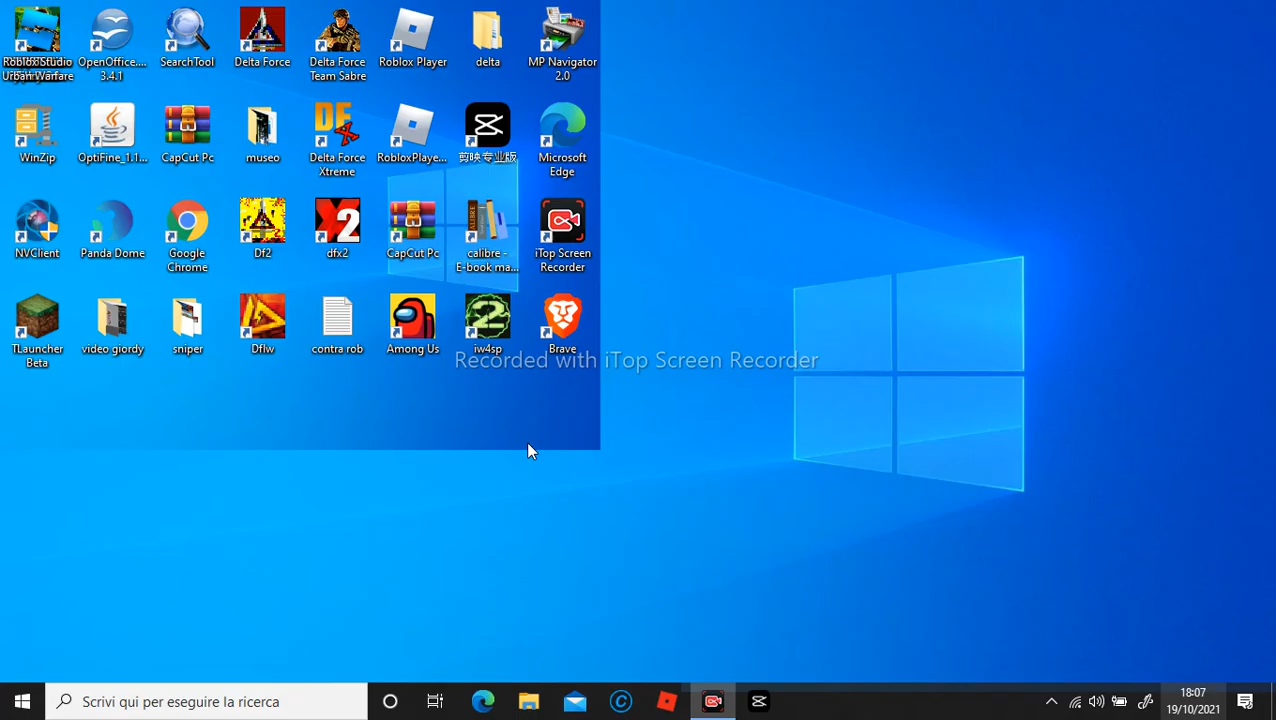 Roblox Studio
UrbanWarfare
OpenOffice....
3.4.1
SearchTool
Delta Force
Delta Force
Team Sabre
Roblox Player
delta
MP Navigator
2.0
WinZip
OptiFine_1.1...
CapCut Pc
museo
Delta Force
Xtreme
RobloxPlaye...
剪映专业版
Microsoft
Edge
NVClient
Panda Dome
Google
Chrome
Df2
dfx2
CapCut Pc
calibre -
E-book ma...
iTop Screen
Recorder
TLauncher
Beta
video giordy
sniper
Dflw
contra rob
Among Us
iw4sp
Brave
Recorded with iTop Screen Recorder
Scrivi qui per eseguire la ricerca
18:07
19/10/2021